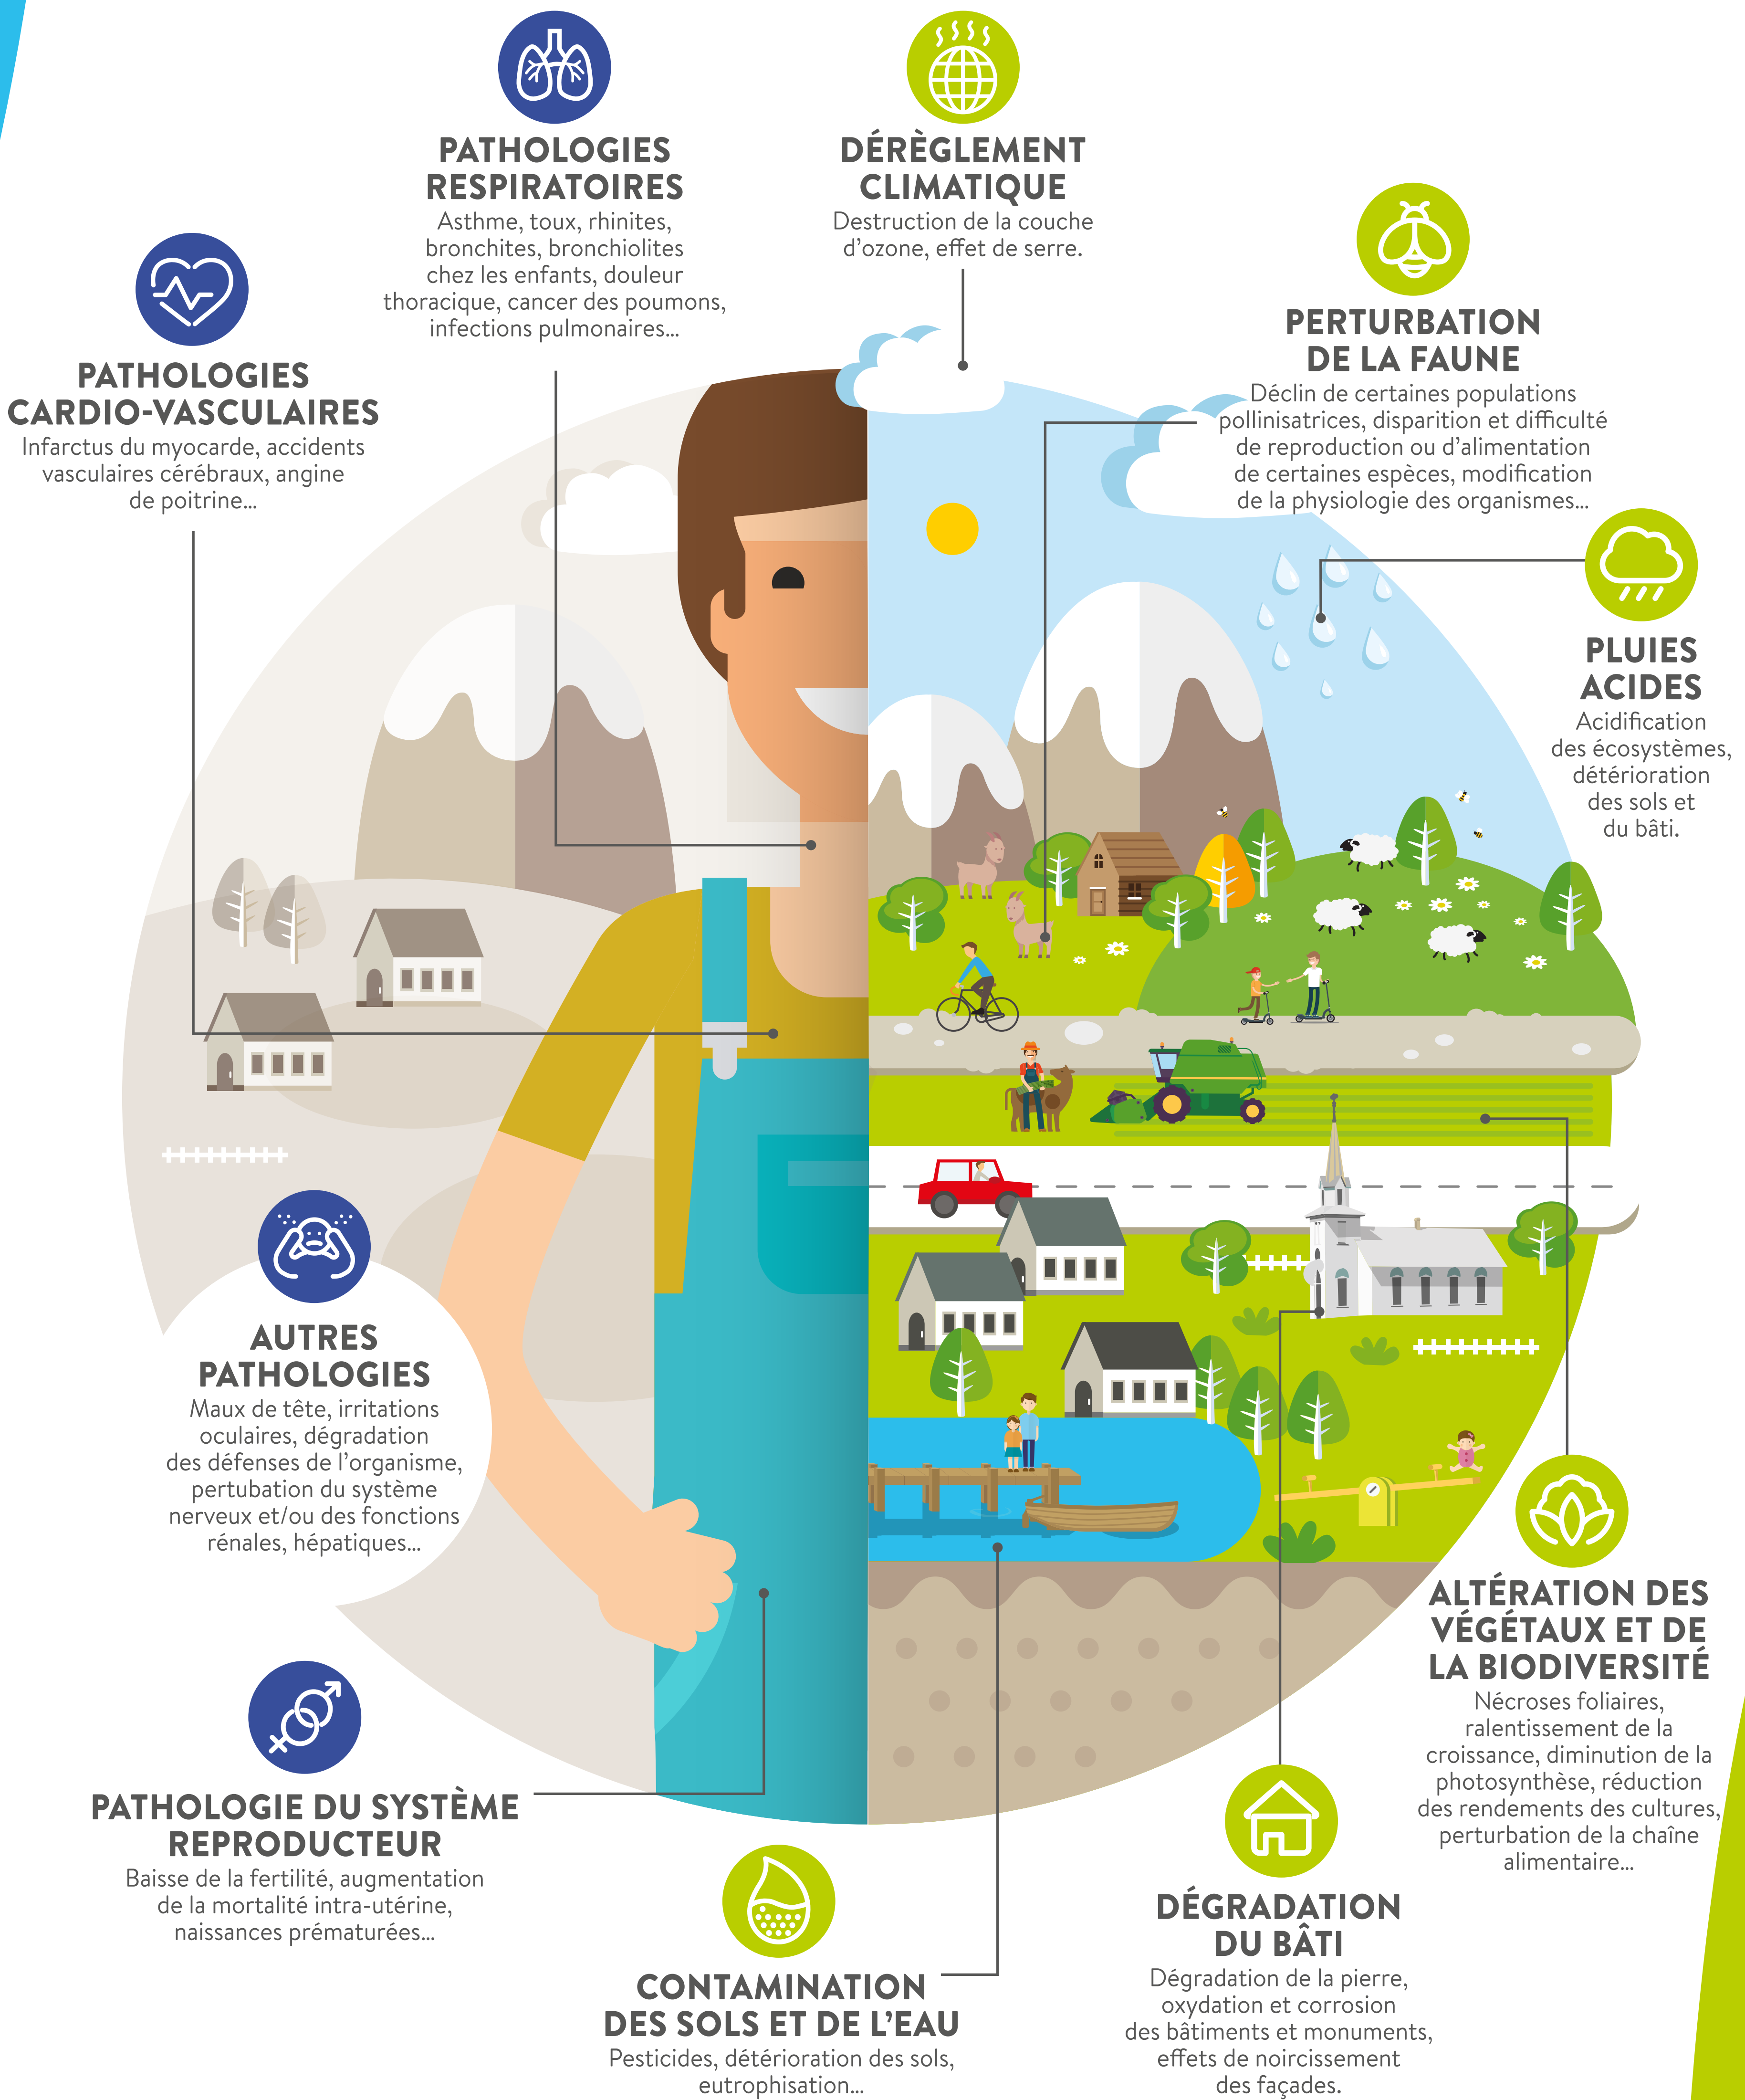 PATHOLOGIES
RESPIRATOIRES
Asthme, toux, rhinites,
bronchites, bronchiolites
chez les enfants, douleur
thoracique, cancer des poumons,
infections pulmonaires...
DÉRÈGLEMENT
CLIMATIQUE
Destruction de la couche
d'ozone, effet de serre.
PERTURBATION
DE LA FAUNE
Déclin de certaines populations
pollinisatrices, disparition et difficulté
de reproduction ou d'alimentation
de certaines espèces, modification
de la physiologie des organismes...
PATHOLOGIES
CARDIO-VASCULAIRES
Infarctus du myocarde, accidents
vasculaires cérébraux, angine
de poitrine...
PLUIES
ACIDES
Acidification
des écosystèmes,
détérioration
des sols et
du bâti.
AUTRES
PATHOLOGIES
Maux de tête, irritations
oculaires, dégradation
des défenses de l'organisme,
pertubation du système
nerveux et/ou des fonctions
rénales, hépatiques...
ALTÉRATION DES
VÉGÉTAUX ET DE
LA BIODIVERSITÉ
Nécroses foliaires,
ralentissement de la
croissance, diminution de la
photosynthèse, réduction
des rendements des cultures,
perturbation de la chaîne
alimentaire...
PATHOLOGIE DU SYSTÈME
REPRODUCTEUR
Baisse de la fertilité, augmentation
de la mortalité intra-utérine,
naissances prématurées...
CONTAMINATION
DES SOLS ET DE L'EAU
Pesticides, détérioration des sols,
eutrophisation...
DÉGRADATION
DU BÂTI
Dégradation de la pierre,
oxydation et corrosion
des bâtiments et monuments,
effets de noircissement
des façades.